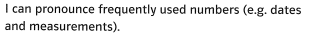 I can pronounce frequently used numbers (e.g. dates
and measurements).